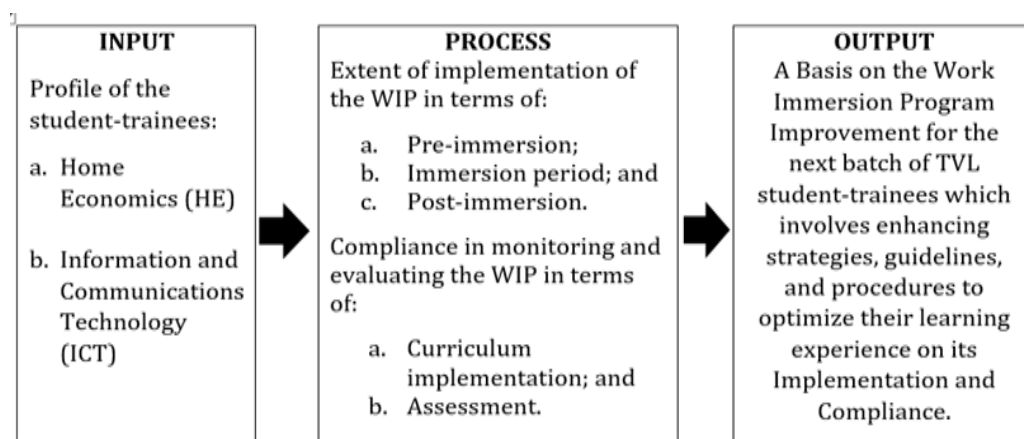 INPUT
Profile of the
student-trainees:
a. Home
Economics (HE)
b. Information and
Communications
Technology
(ICT)
PROCESS
Extent of implementation of
the WIP in terms of:
a. Pre-immersion;
b. Immersion period; and
c. Post-immersion.
Compliance in monitoring and
evaluating the WIP in terms
of:
a. Curriculum
implementation; and
b. Assessment.
OUTPUT
A Basis on the Work
Immersion Program
Improvement for the
next batch of TVL
student-trainees which
involves enhancing
strategies, guidelines,
and procedures to
optimize their learning
experience on its
Implementation and
Compliance.